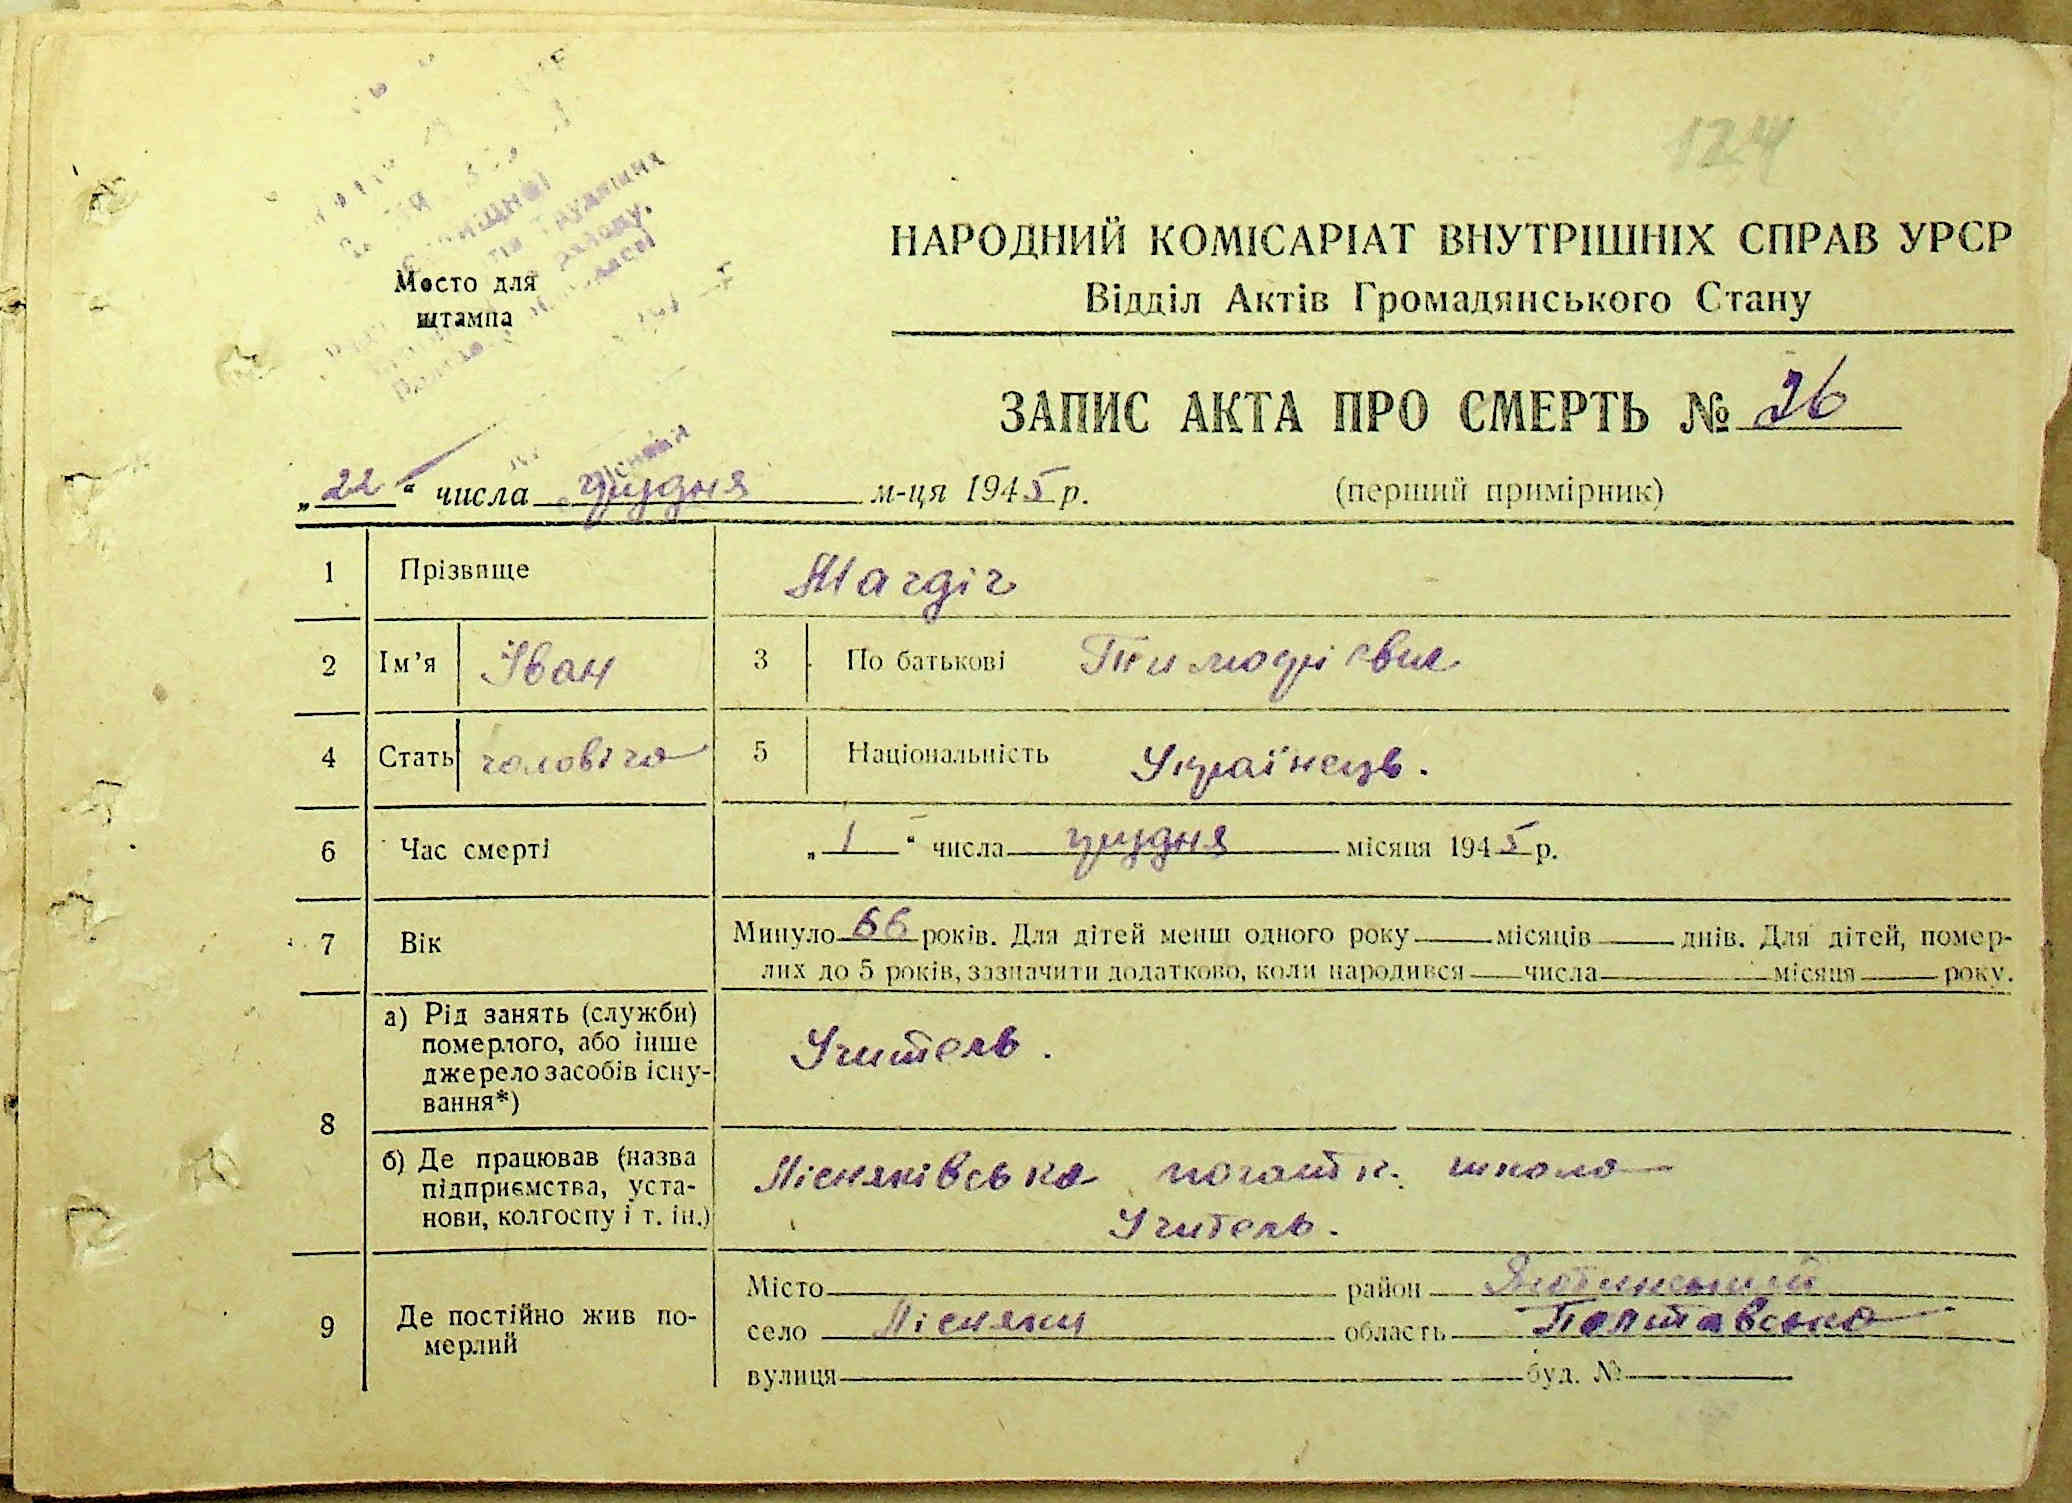 124
НАРОДНИЙ КОМІСАРІАТ ВНУТРІШНІХ СПРАВ УРСР
Відділ Актів Громадянського Стану
Место для
штампа
ЗАПИС АКТА ПРО СМЕРТЬ № 26
„22“ числа грудня м-ця 1945 р.
(перший примірник)
1 Прізвище
2 Ім’я Іван 3 По батькові
4 Стать чоловіча 5 Національність Українець.
6 Час смерті „1“ числа грудня місяця 1945 р.
7 Вік Минуло 66 років. Для дітей менш одного року місяців днів. Для дітей, помер-
лих до 5 років, зазначити додатково, коли народився числа місяця року.
8 а) Рід занять (служби)
померлого, або інше
джерело засобів існу-
вання*)
Учитель.
б) Де працював (назва
підприємства, уста-
нови, колгоспу і т. ін.)
Лісняківська початк. школа
Учитель.
9 Де постійно жив по-
мерлий
Місто район Яготинський
село Лісняки область Полтавська
вулиця буд. №